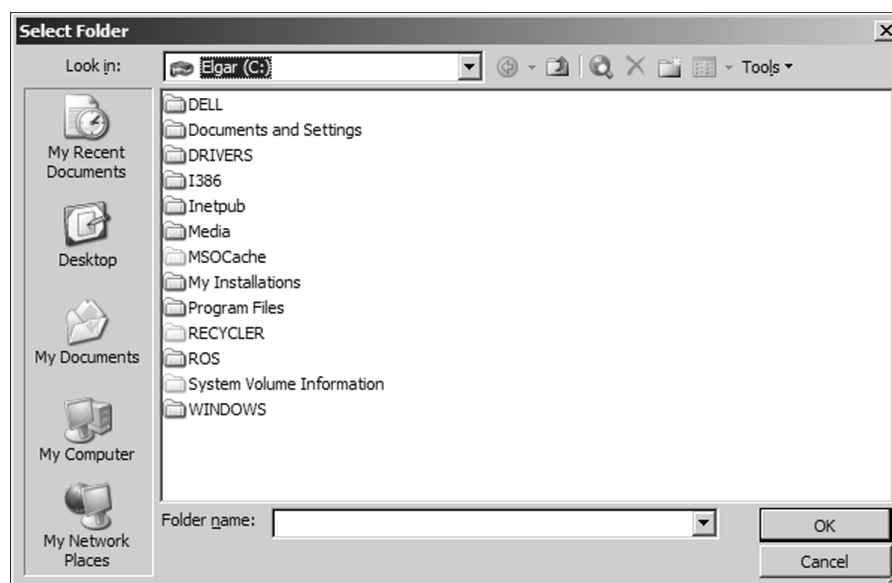 Select Folder
Look in:
Elgar (C:)
Tools
My Recent
Documents
Desktop
My Documents
My Computer
My Network
Places
DELL
Documents and Settings
DRIVERS
I386
Inetpub
Media
MSOCache
My Installations
Program Files
RECYCLER
ROS
System Volume Information
WINDOWS
Folder name:
OK
Cancel